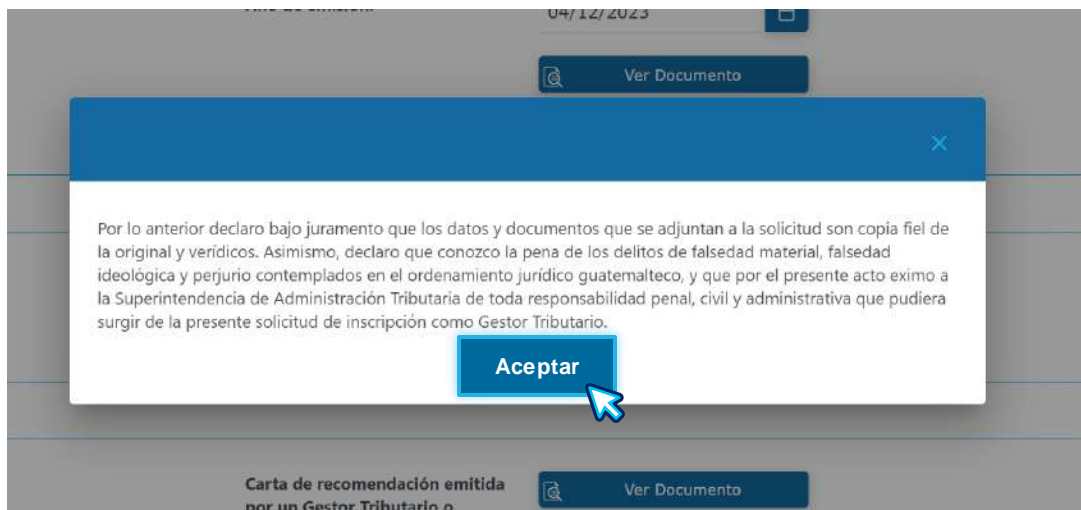 04/12/2023
Ver Documento
Por lo anterior declaro bajo juramento que los datos y documentos que se adjuntan a la solicitud son copia fiel de
la original y verídicos. Asimismo, declaro que conozco la pena de los delitos de falsedad material, falsedad
ideológica y perjurio contemplados en el ordenamiento jurídico guatemalteco, y que por el presente acto eximo a
la Superintendencia de Administración Tributaria de toda responsabilidad penal, civil y administrativa que pudiera
surgir de la presente solicitud de inscripción como Gestor Tributario.
Aceptar
Carta de recomendación emitida
Ver Documento
por un Gestor Tributario o